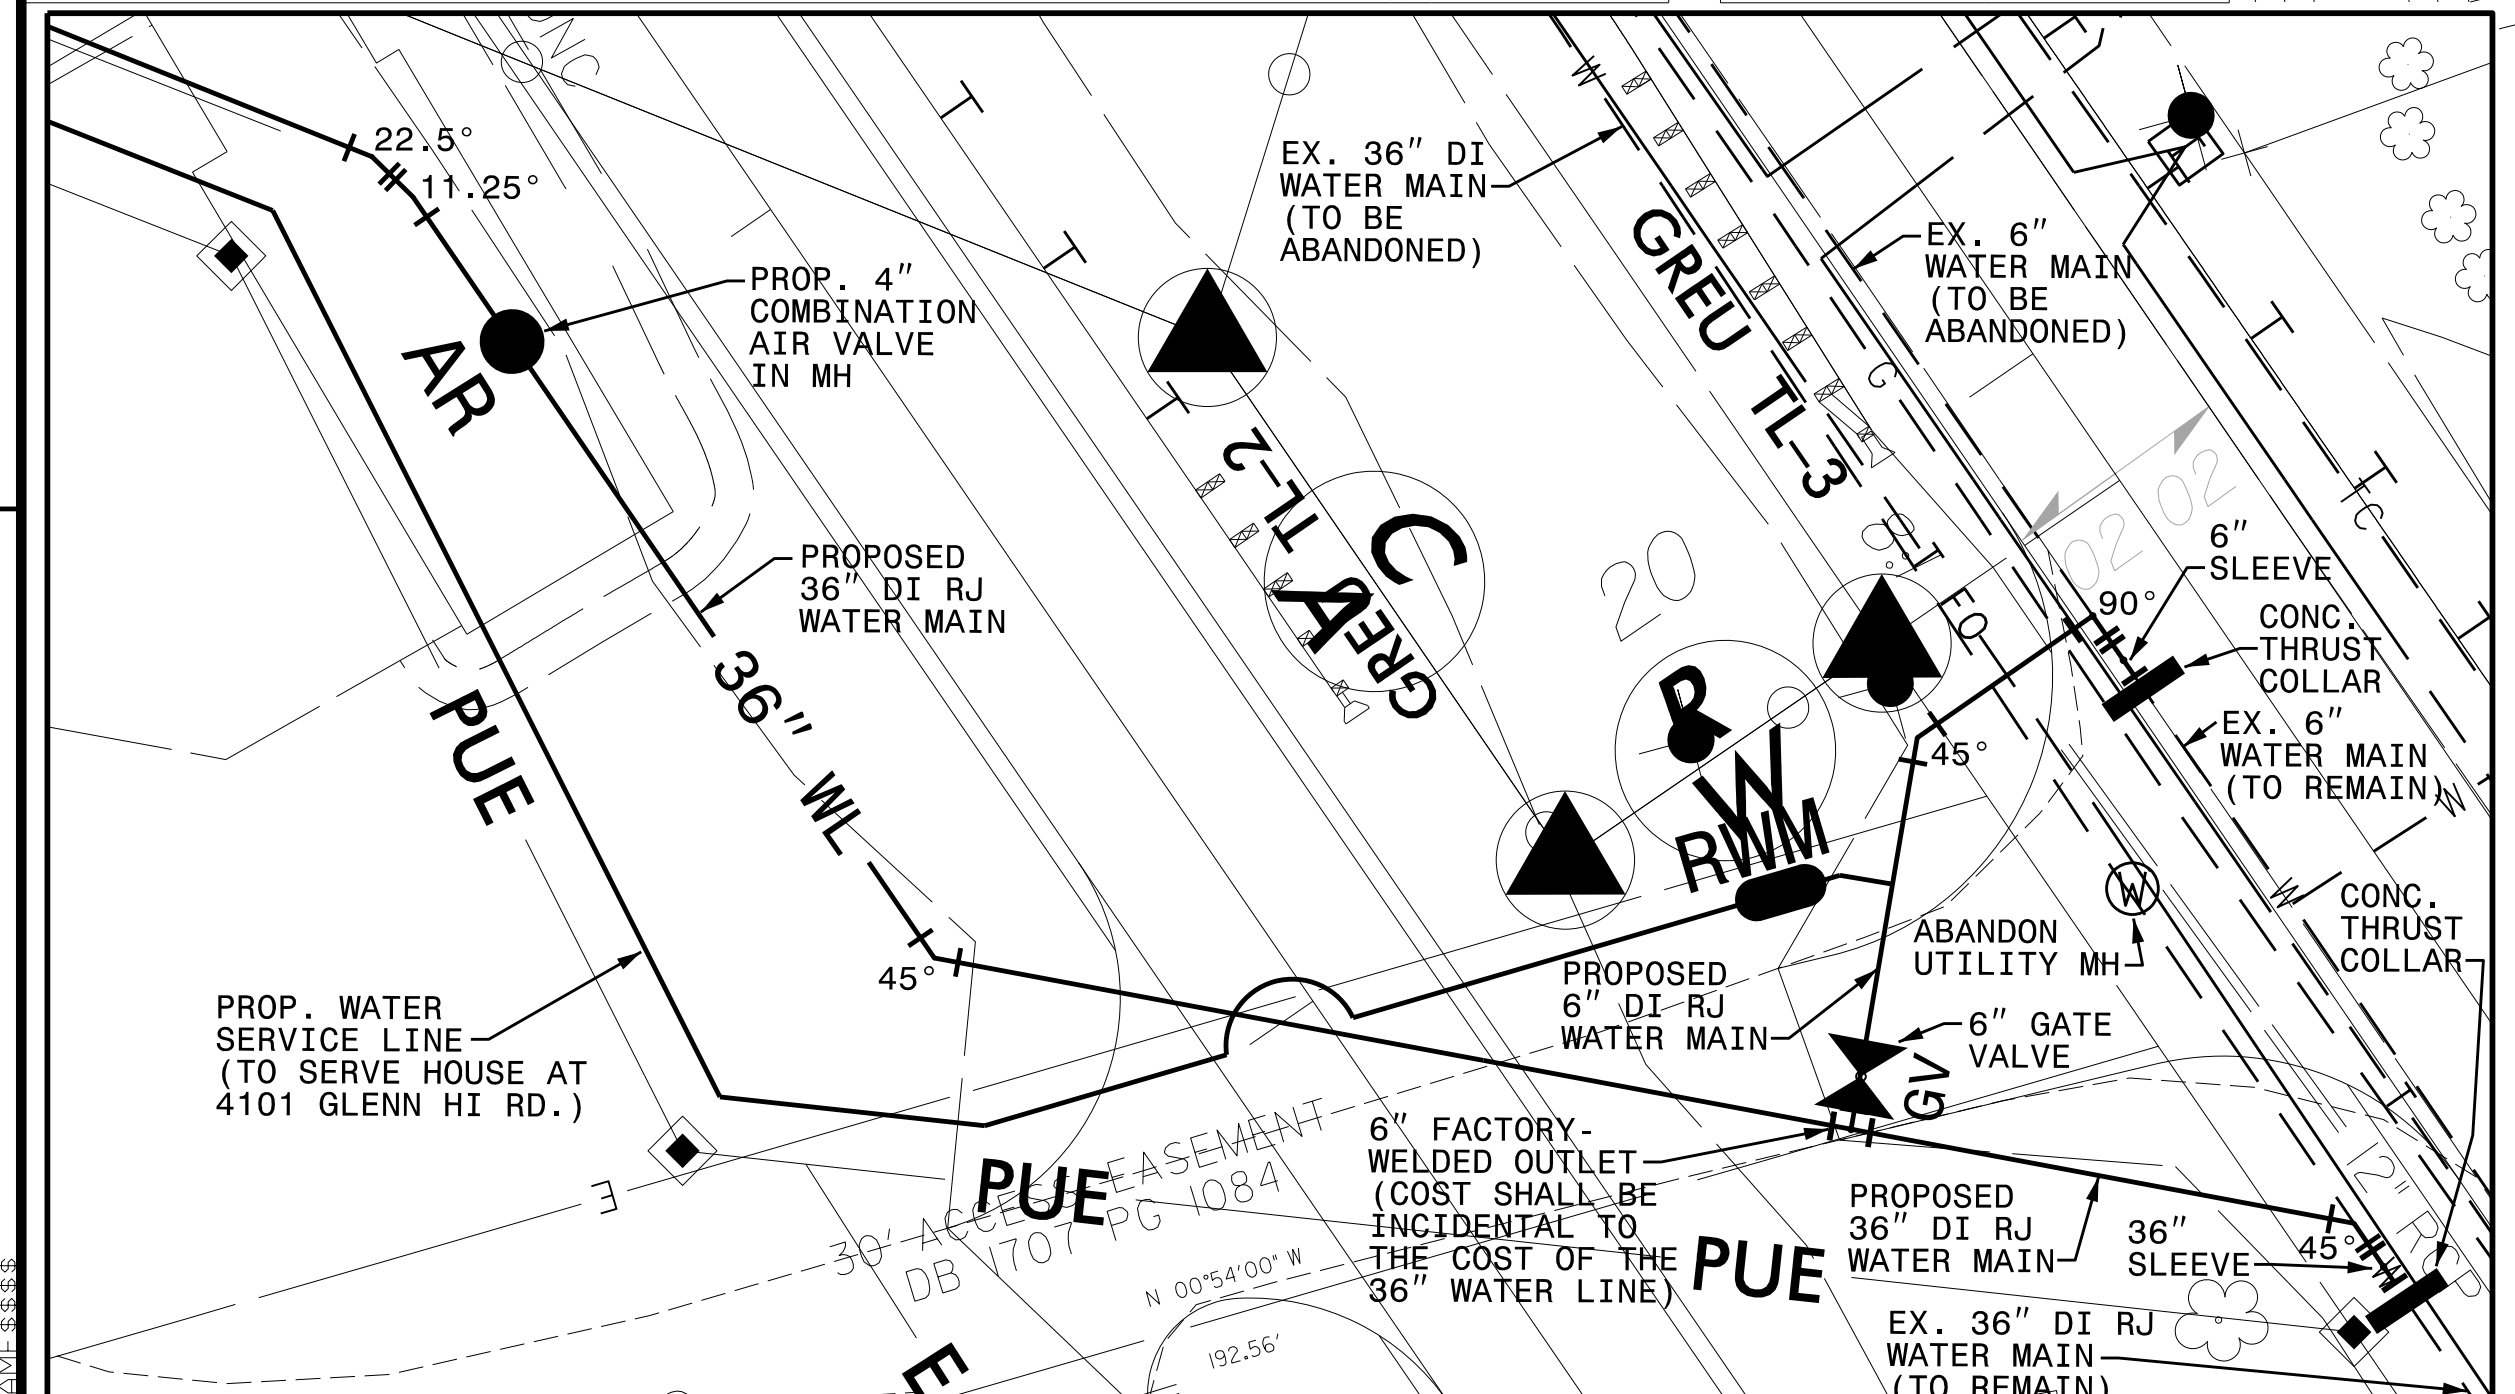 22.5°
11.25°
PROP. 4"
COMBINATION
AIR VALVE
IN MH
AR
EX. 36" DI
WATER MAIN
(TO BE
ABANDONED)
W
GREU TL-3
EX. 6"
WATER MAIN
(TO BE
ABANDONED)
GREU TL-2
C
A
20
PROPOSED
36" DI RJ
WATER MAIN
36" WL
PUE
6"
SLEEVE
90°
CONC.
THRUST
COLLAR
EX. 6"
WATER MAIN
(TO REMAIN)
W
EO
45°
R
W
RWM
W
W
CONC.
THRUST
COLLAR
ABANDON
UTILITY MH
45°
PROP. WATER
SERVICE LINE
(TO SERVE HOUSE AT
4101 GLENN HI RD.)
PROPOSED
6" DI RJ
WATER MAIN
6" GATE
VALVE
GV
6" FACTORY-
WELDED OUTLET
(COST SHALL BE
INCIDENTAL TO
THE COST OF THE
36" WATER LINE)
30' ACCESS EASEMENT
DB 1707 PG 1084
PUE
E
N 00°54'00" W
192.56'
PUE
PROPOSED
36" DI RJ
WATER MAIN
36"
SLEEVE
45°
EX. 36" DI RJ
WATER MAIN
(TO REMAIN)
E